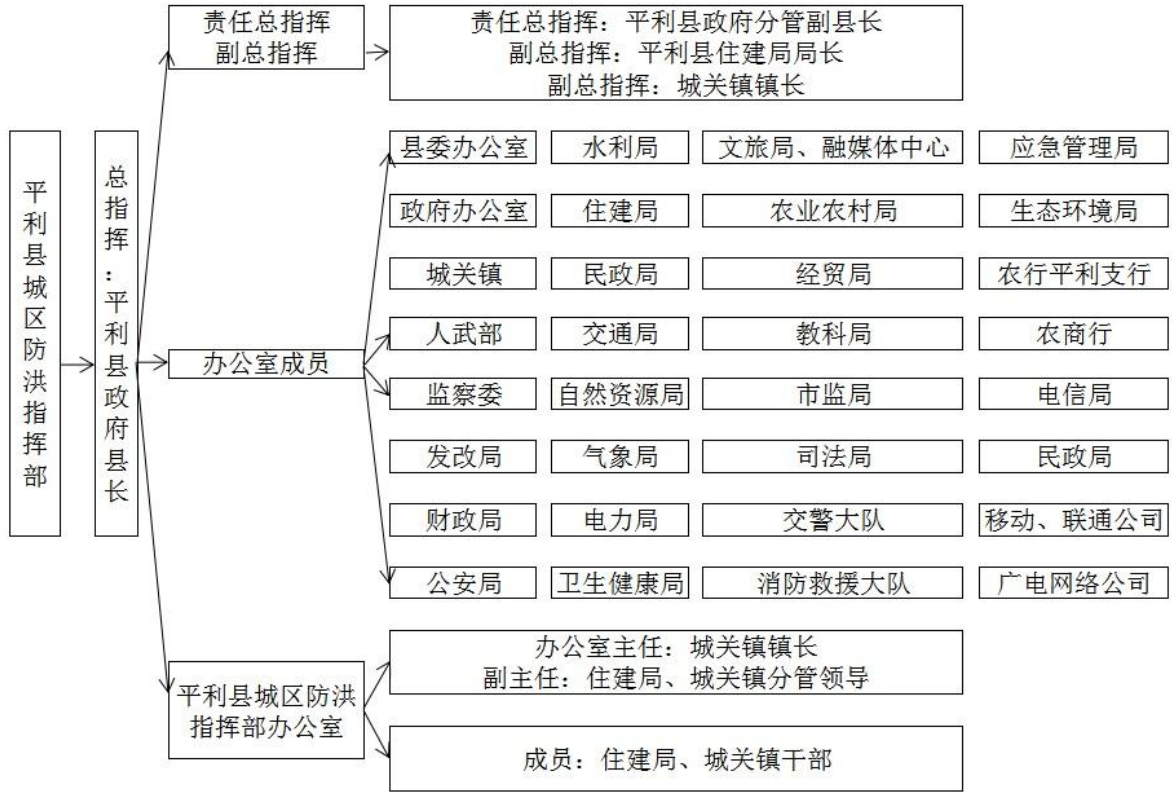 平利县城区防洪指挥部
总指挥：平利县政府县长
责任总指挥
副总指挥
责任总指挥：平利县政府分管副县长
副总指挥：平利县住建局局长
副总指挥：城关镇镇长
办公室成员
县委办公室 水利局 文旅局、融媒体中心 应急管理局
政府办公室 住建局 农业农村局 生态环境局
城关镇 民政局 经贸局 农行平利支行
人武部 交通局 教科局 农商行
监察委 自然资源局 市监局 电信局
发改局 气象局 司法局 民政局
财政局 电力局 交警大队 移动、联通公司
公安局 卫生健康局 消防救援大队 广电网络公司
平利县城区防洪
指挥部办公室
办公室主任：城关镇镇长
副主任：住建局、城关镇分管领导
成员：住建局、城关镇干部